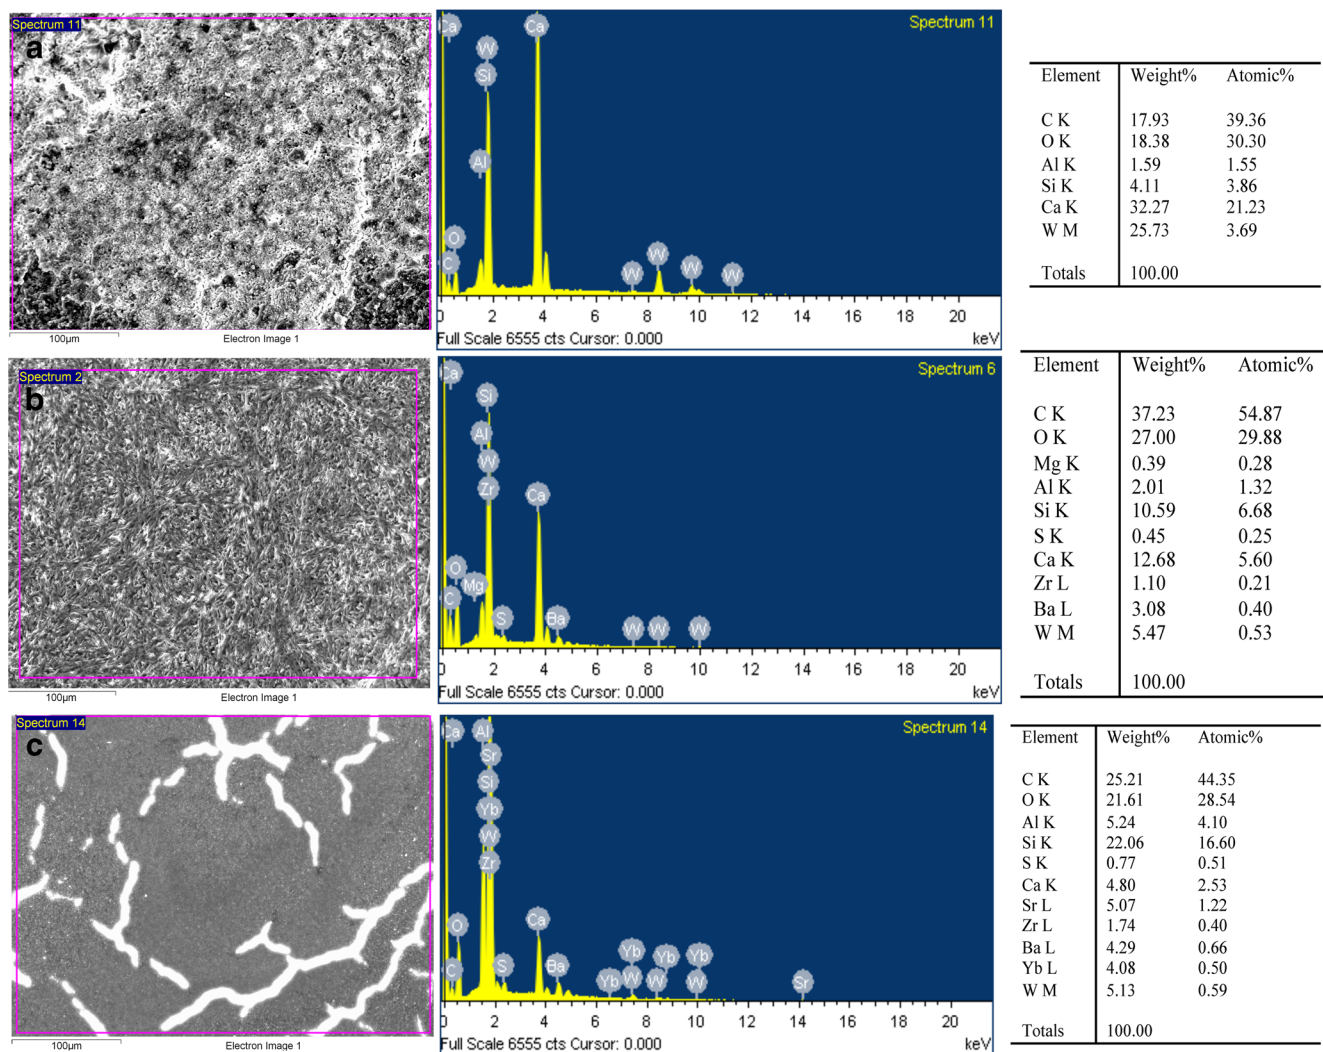 Spectrum 11
a
100µm
Electron Image 1
Spectrum 11
Ca
W
Si
Al
O
C
Ca
W
W
W
W
0 2 4 6 8 10 12 14 16 18 20
Full Scale 6555 cts Cursor: 0.000 keV
Element Weight% Atomic%
C K 17.93 39.36
O K 18.38 30.30
Al K 1.59 1.55
Si K 4.11 3.86
Ca K 32.27 21.23
W M 25.73 3.69
Totals 100.00
Spectrum 2
b
100µm
Electron Image 1
Spectrum 6
Ca
Si
Al
W
Zr
Ca
O
Mg
C
S
Ba
W
W
W
0 2 4 6 8 10 12 14 16 18 20
Full Scale 6555 cts Cursor: 0.000 keV
Element Weight% Atomic%
C K 37.23 54.87
O K 27.00 29.88
Mg K 0.39 0.28
Al K 2.01 1.32
Si K 10.59 6.68
S K 0.45 0.25
Ca K 12.68 5.60
Zr L 1.10 0.21
Ba L 3.08 0.40
W M 5.47 0.53
Totals 100.00
Spectrum 14
c
100µm
Electron Image 1
Spectrum 14
Ca
Al
Sr
Si
Yb
W
Zr
O
Ca
C
S
Ba
Yb
Yb
W
Yb
W
Yb
W
Sr
0 2 4 6 8 10 12 14 16 18 20
Full Scale 6555 cts Cursor: 0.000 keV
Element Weight% Atomic%
C K 25.21 44.35
O K 21.61 28.54
Al K 5.24 4.10
Si K 22.06 16.60
S K 0.77 0.51
Ca K 4.80 2.53
Sr L 5.07 1.22
Zr L 1.74 0.40
Ba L 4.29 0.66
Yb L 4.08 0.50
W M 5.13 0.59
Totals 100.00